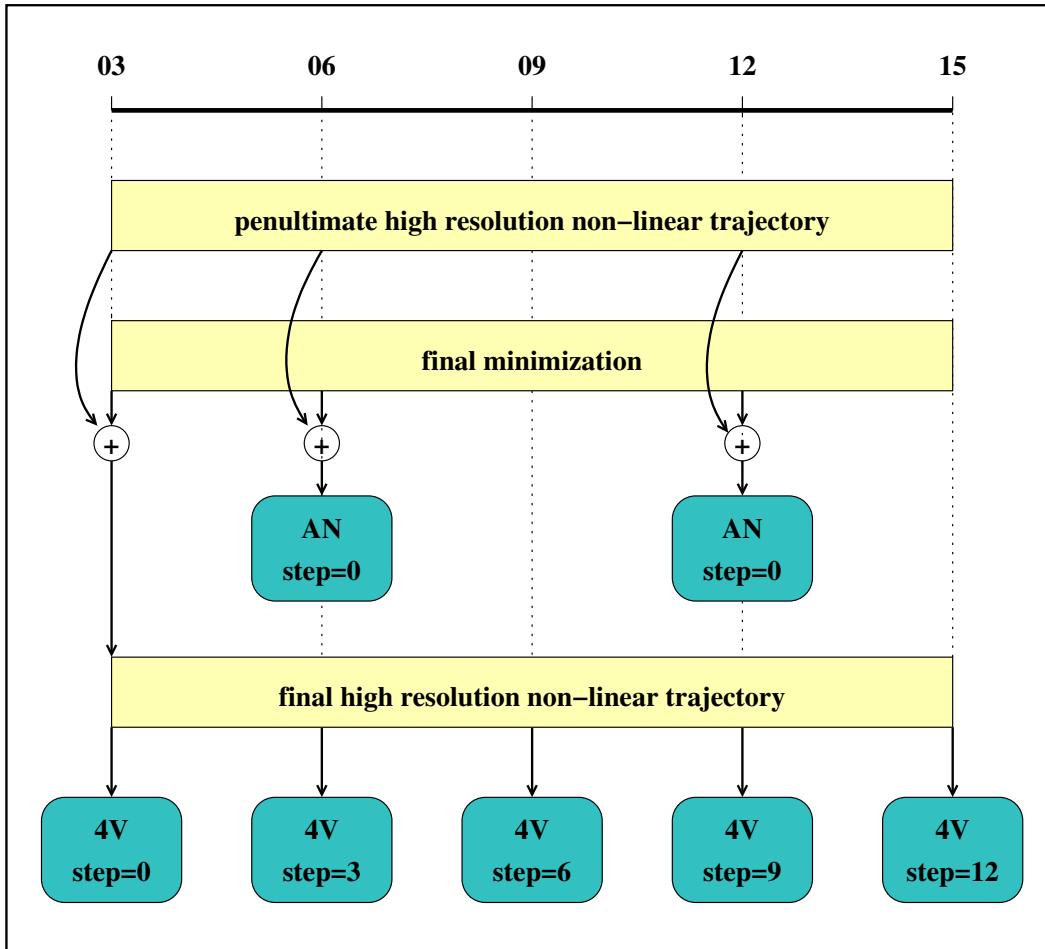 03 06 09 12 15
penultimate high resolution non−linear trajectory
final minimization
+ + +
AN AN
step=0 step=0
final high resolution non−linear trajectory
4V 4V 4V 4V 4V
step=0 step=3 step=6 step=9 step=12